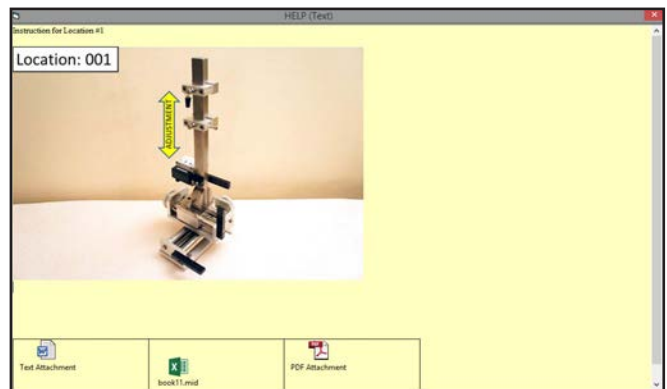 HELP (Text)
Instruction for Location #1
Location: 001
ADJUSTMENT
Text Attachment
book11.mid
PDF Attachment